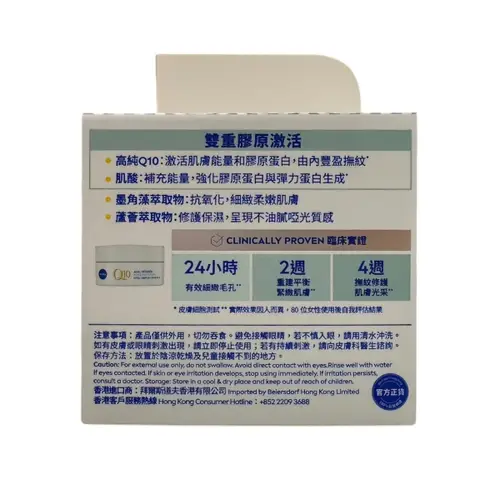 雙重膠原激活
高純Q10：激活肌膚能量和膠原蛋白，由內豐盈撫紋*
肌酸：補充能量，強化膠原蛋白與彈力蛋白生成*
墨角藻萃取物：抗氧化，細緻柔嫩肌膚
蘆薈萃取物：修護保濕，呈現不油膩啞光質感
CLINICALLY PROVEN 臨床實證
NIVEA
Q10
24小時
有效細緻毛孔**
2週
重建平衡
緊緻肌膚**
4週
撫紋修護
肌膚光采**
*皮膚細胞測試 ** 實際效果因人而異，80 位女性使用後自我評估結果
注意事項：產品僅供外用，切勿吞食。避免接觸眼睛，若不慎入眼，請用清水沖洗。
如有皮膚或眼睛刺激出現，請立即停止使用；若有持續刺激，請向皮膚科醫生諮詢。
保存方法：放置於陰涼乾燥及兒童接觸不到的地方。
Caution: For external use only, do not swallow. Avoid direct contact with eyes. Rinse well with water
if eyes contacted. If skin or eye irritation develops, stop using immediately. If irritation persists,
consult a doctor. Storage: Store in a cool & dry place and keep out of reach of children.
香港進口商：拜爾斯道夫香港有限公司 Imported by Beiersdorf Hong Kong Limited
香港客戶服務熱線 Hong Kong Consumer Hotline：+852 2209 3688
官方正貨